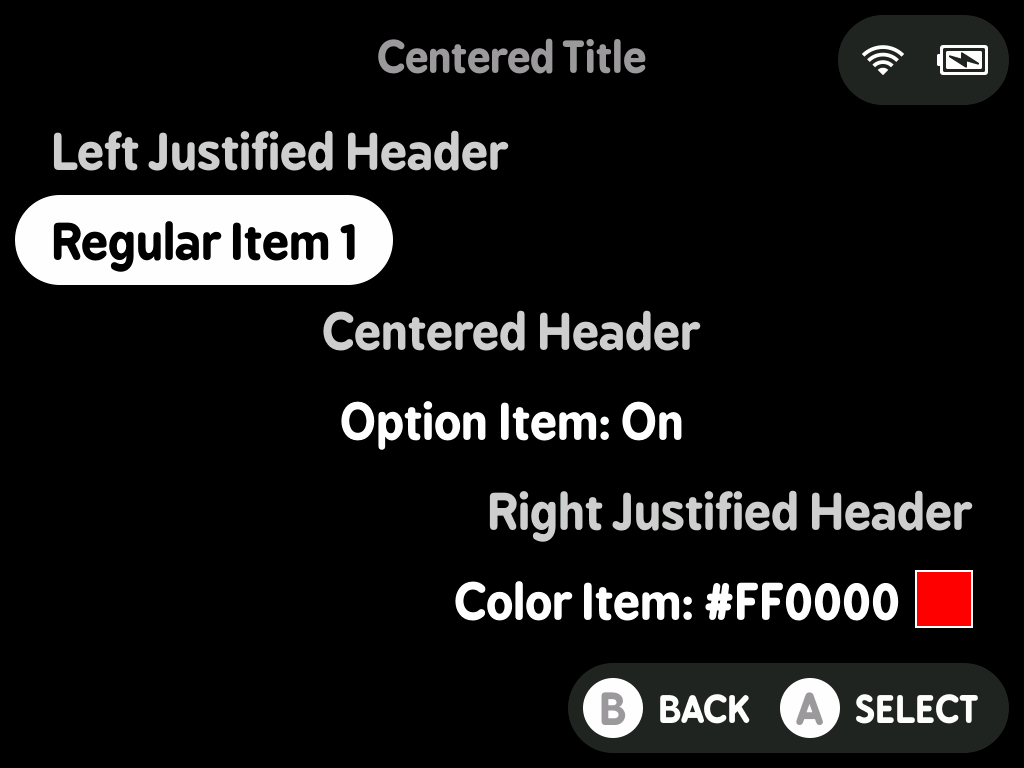 Centered Title
Left Justified Header
Regular Item 1
Centered Header
Option Item: On
Right Justified Header
Color Item: #FF0000
B BACK A SELECT